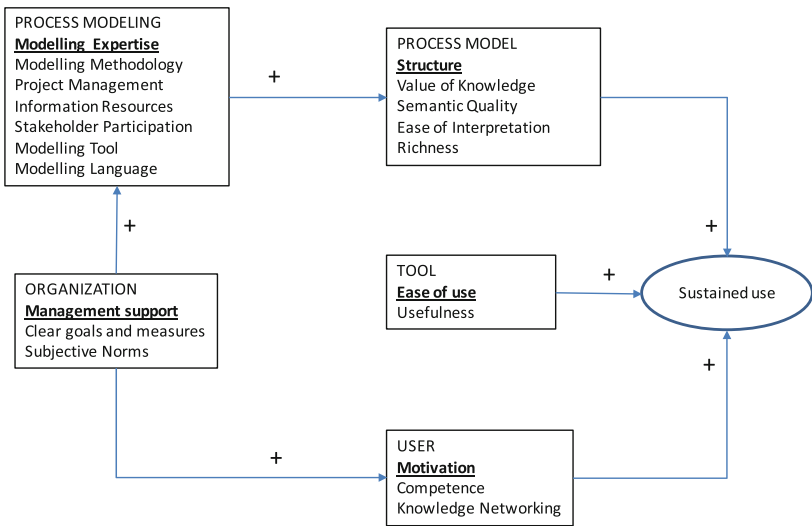 PROCESS MODELING
Modelling Expertise
Modelling Methodology
Project Management
Information Resources
Stakeholder Participation
Modelling Tool
Modelling Language
+
PROCESS MODEL
Structure
Value of Knowledge
Semantic Quality
Ease of Interpretation
Richness
+
+
ORGANIZATION
Management support
Clear goals and measures
Subjective Norms
TOOL
Ease of use
Usefulness
+
Sustained use
+
+
USER
Motivation
Competence
Knowledge Networking